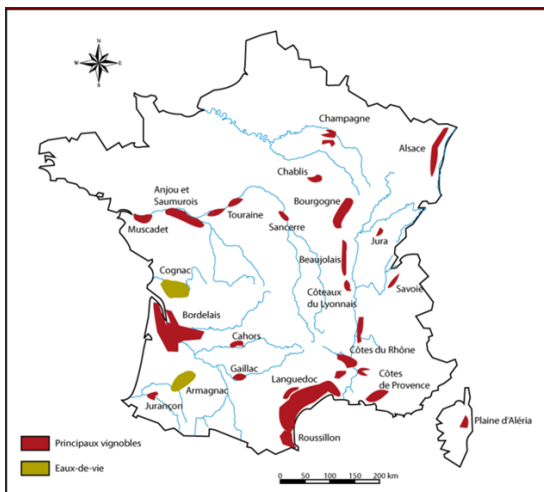 N
O
E
S
Champagne
Alsace
Chablis
Anjou et
Saumurois
Bourgogne
Touraine
Muscadet
Sancerre
Jura
Beaujolais
Cognac
Côteaux
du Lyonnais
Savoie
Bordelais
Cahors
Côtes du Rhône
Gaillac
Languedoc
Côtes
de Provence
Armagnac
Jurançon
Plaine d'Aléria
Roussillon
Principaux vignobles
Eaux-de-vie
0 50 100 150 200 km